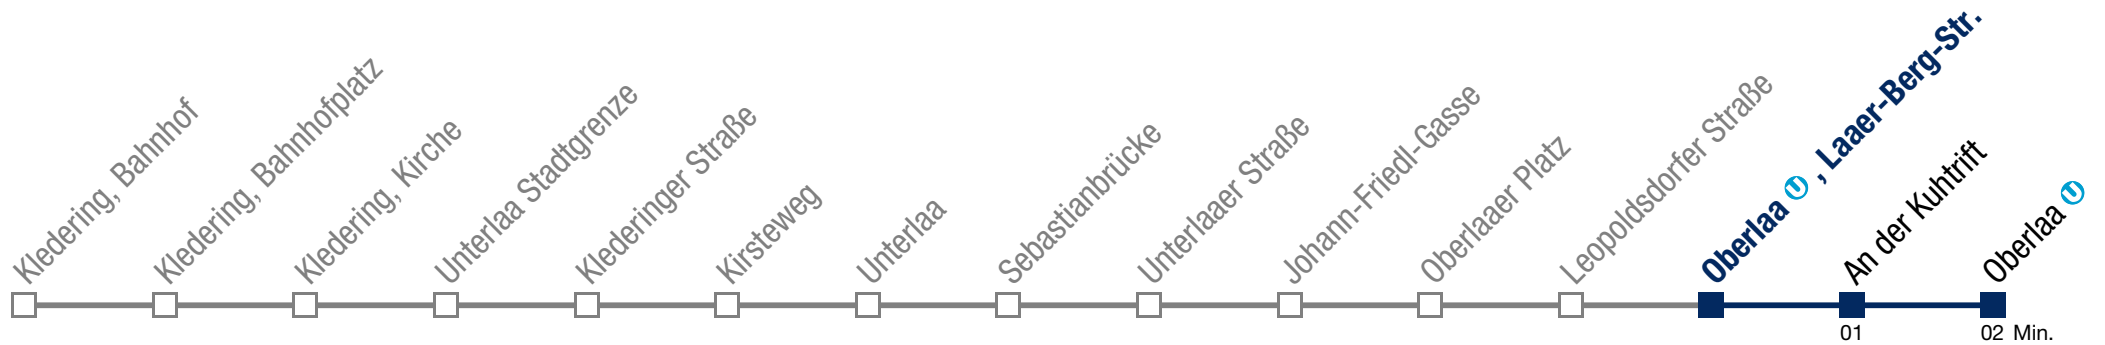 Kledering, Bahnhof
Kledering, Bahnhofplatz
Kledering, Kirche
Unterlaa Stadtgrenze
Klederinger Straße
Kirsteweg
Unterlaa
Sebastianbrücke
Unterlaaer Straße
Johann-Friedl-Gasse
Oberlaaer Platz
Leopoldsdorfer Straße
Oberlaa U , Laaer-Berg-Str.
An der Kuhtrift
Oberlaa U
01
02 Min.